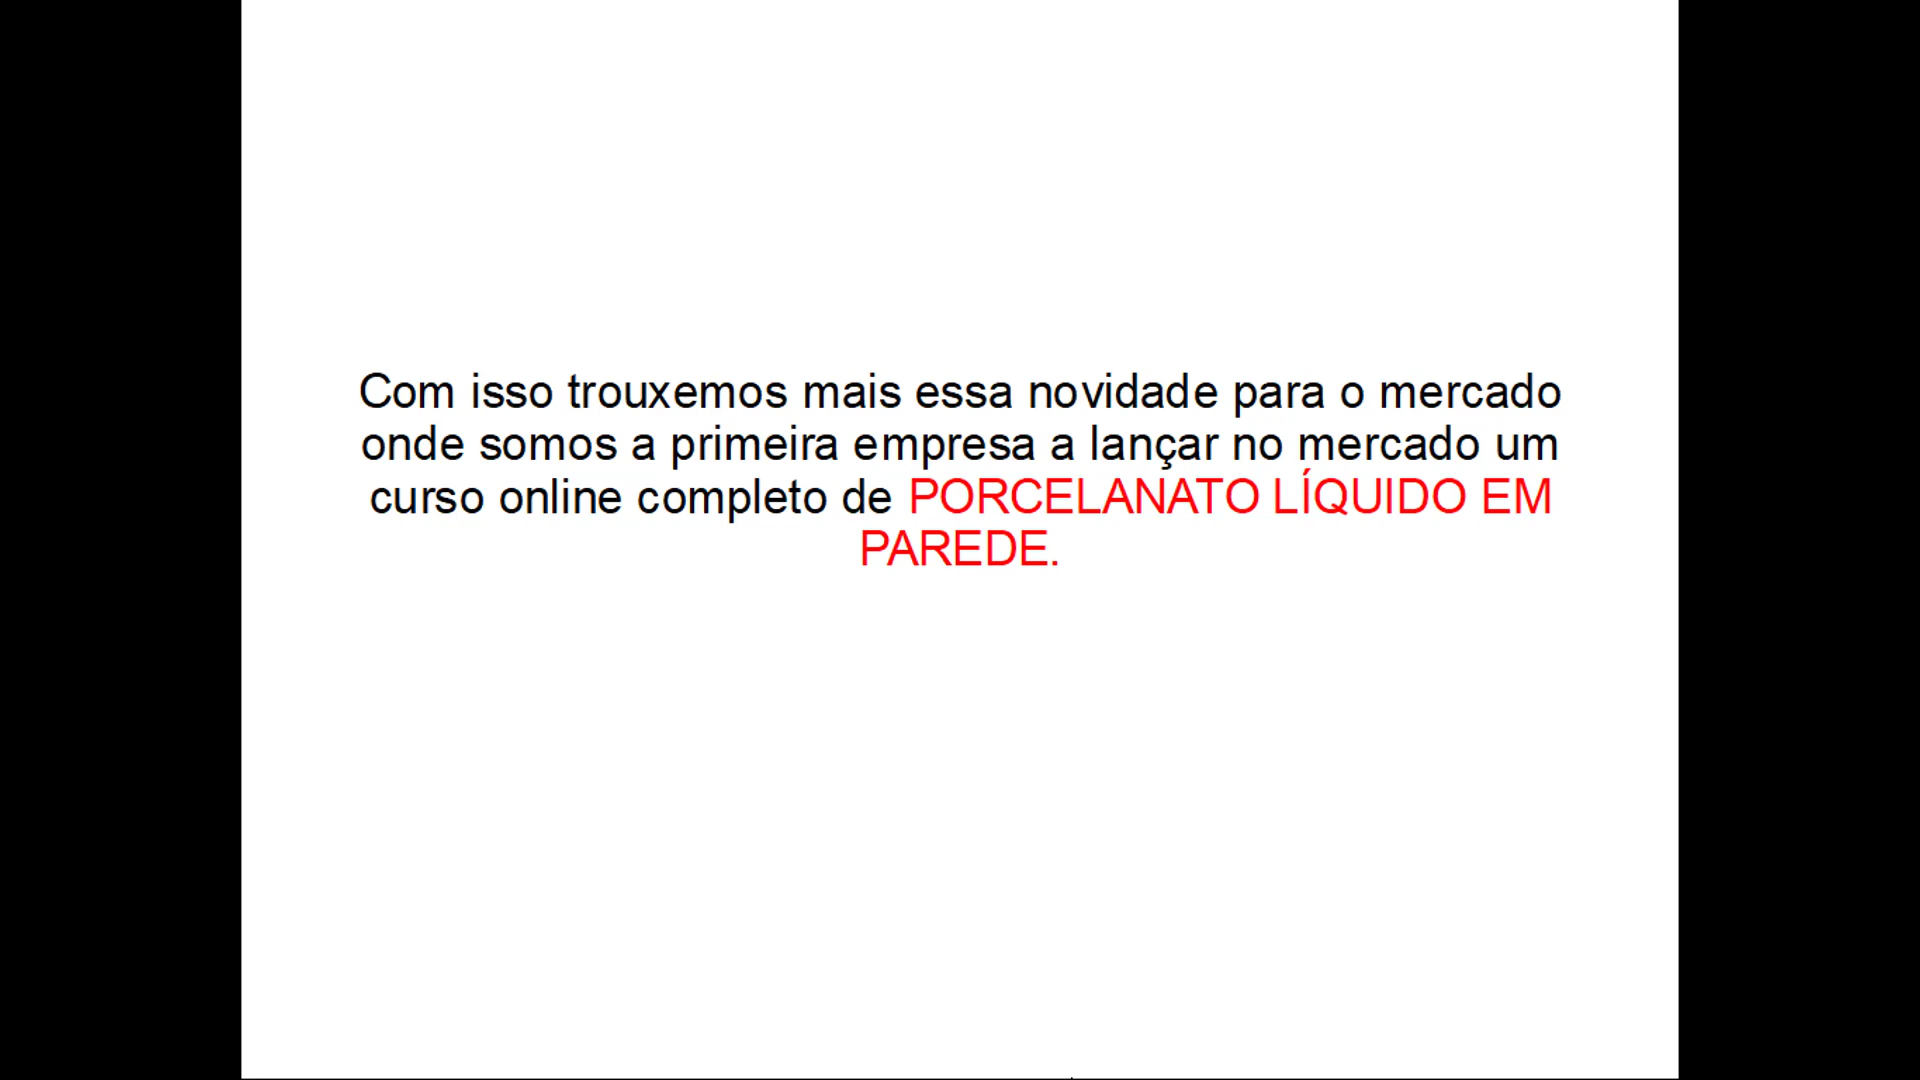 Com isso trouxemos mais essa novidade para o mercado
onde somos a primeira empresa a lançar no mercado um
curso online completo de PORCELANATO LÍQUIDO EM
PAREDE.